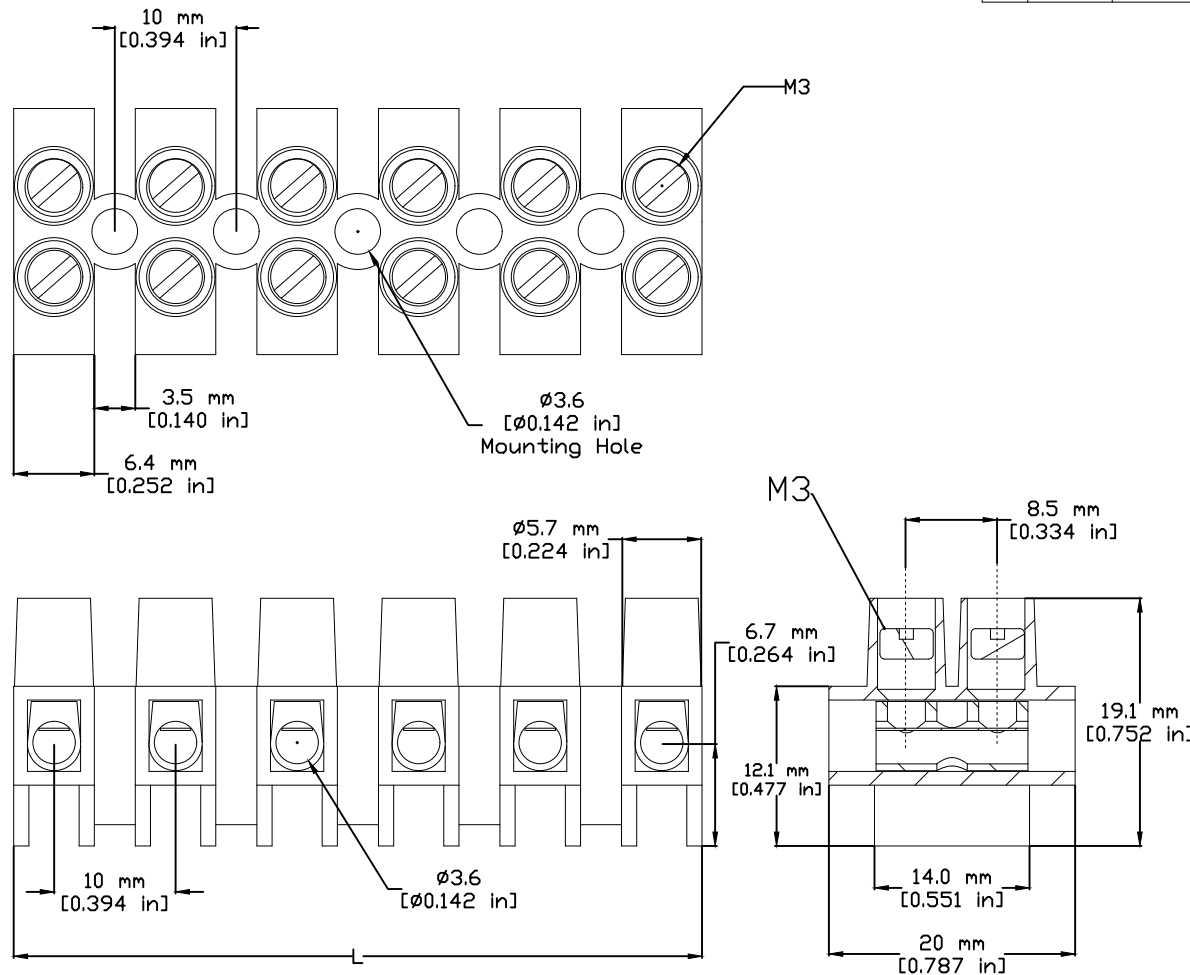 10 mm
[0.394 in]
M3
3.5 mm
[0.140 in]
Ø3.6
[Ø0.142 in]
Mounting Hole
6.4 mm
[0.252 in]
M3
8.5 mm
[0.334 in]
Ø5.7 mm
[0.224 in]
6.7 mm
[0.264 in]
19.1 mm
[0.752 in]
12.1 mm
[0.477 in]
10 mm
[0.394 in]
Ø3.6
[Ø0.142 in]
14.0 mm
[0.551 in]
L
20 mm
[0.787 in]